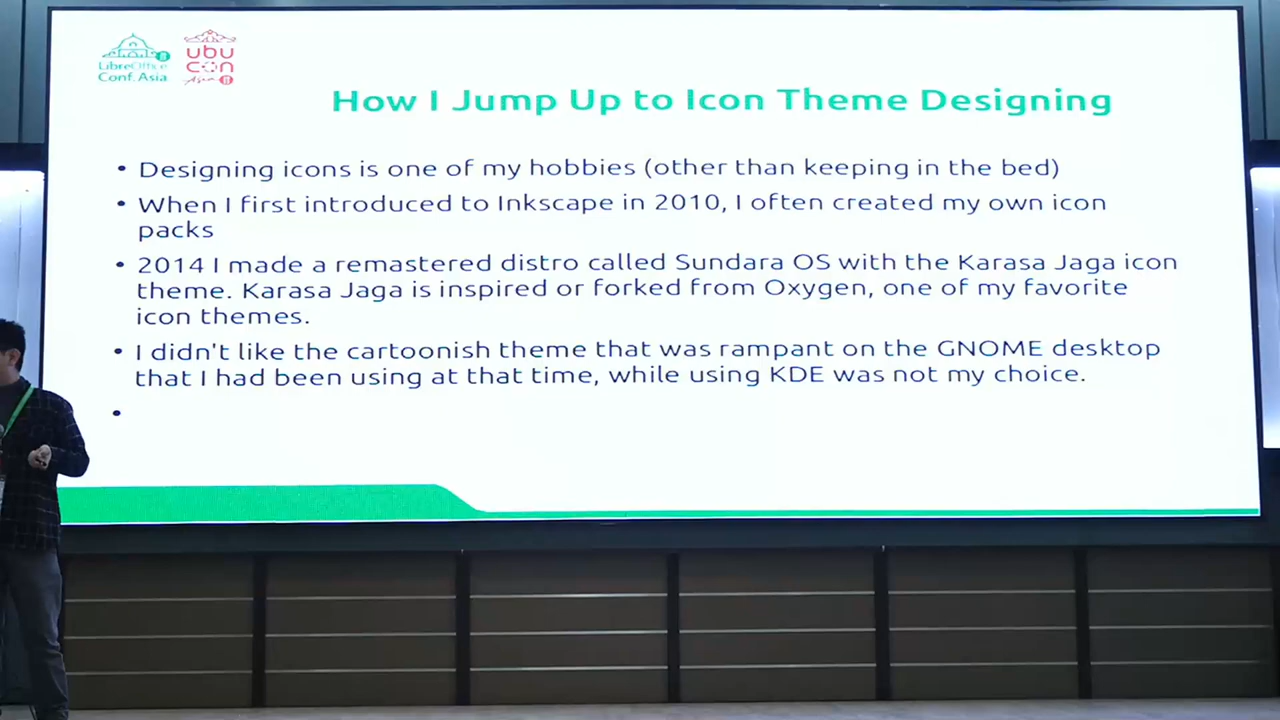 LibreOffice
Conf.Asia
ubu
con
Asia
How I Jump Up to Icon Theme Designing
• Designing icons is one of my hobbies (other than keeping in the bed)
• When I first introduced to Inkscape in 2010, I often created my own icon
packs
• 2014 I made a remastered distro called Sundara OS with the Karasa Jaga icon
theme. Karasa Jaga is inspired or forked from Oxygen, one of my favorite
icon themes.
• I didn't like the cartoonish theme that was rampant on the GNOME desktop
that I had been using at that time, while using KDE was not my choice.
•